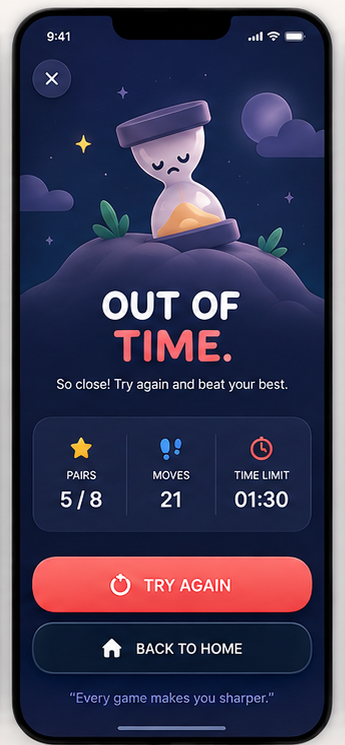 9:41
OUT OF
TIME.
So close! Try again and beat your best.
PAIRS
5 / 8
MOVES
21
TIME LIMIT
01:30
TRY AGAIN
BACK TO HOME
"Every game makes you sharper."